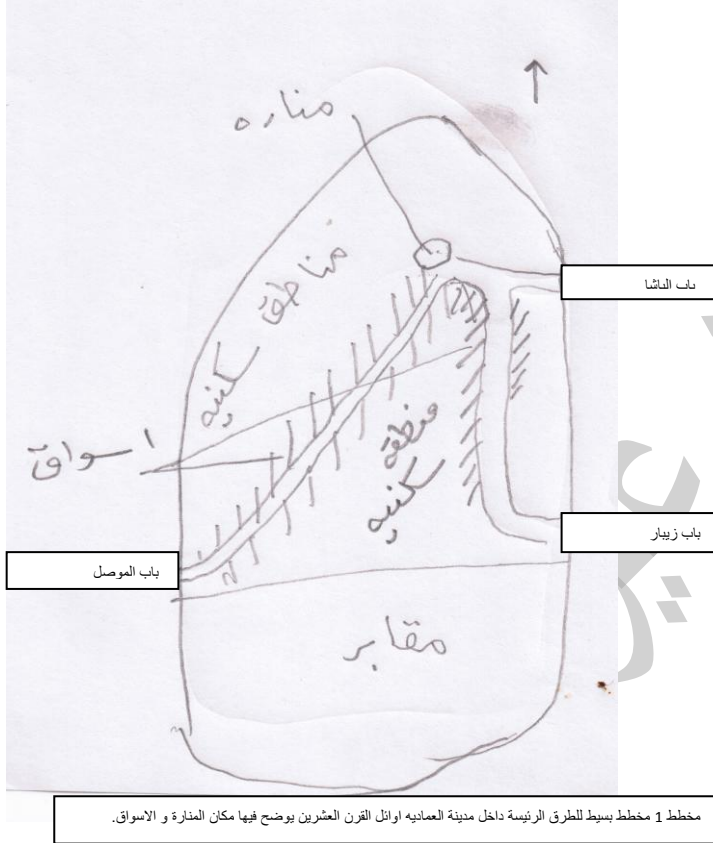 مناره
مناطق سكنيه
باب الباشا
اسواق
منطقه سكنيه
باب زيبار
باب الموصل
مقابر
مخطط 1 مخطط بسيط للطرق الرئيسة داخل مدينة العماديه اوائل القرن العشرين يوضح فيها مكان المنارة و الاسواق.